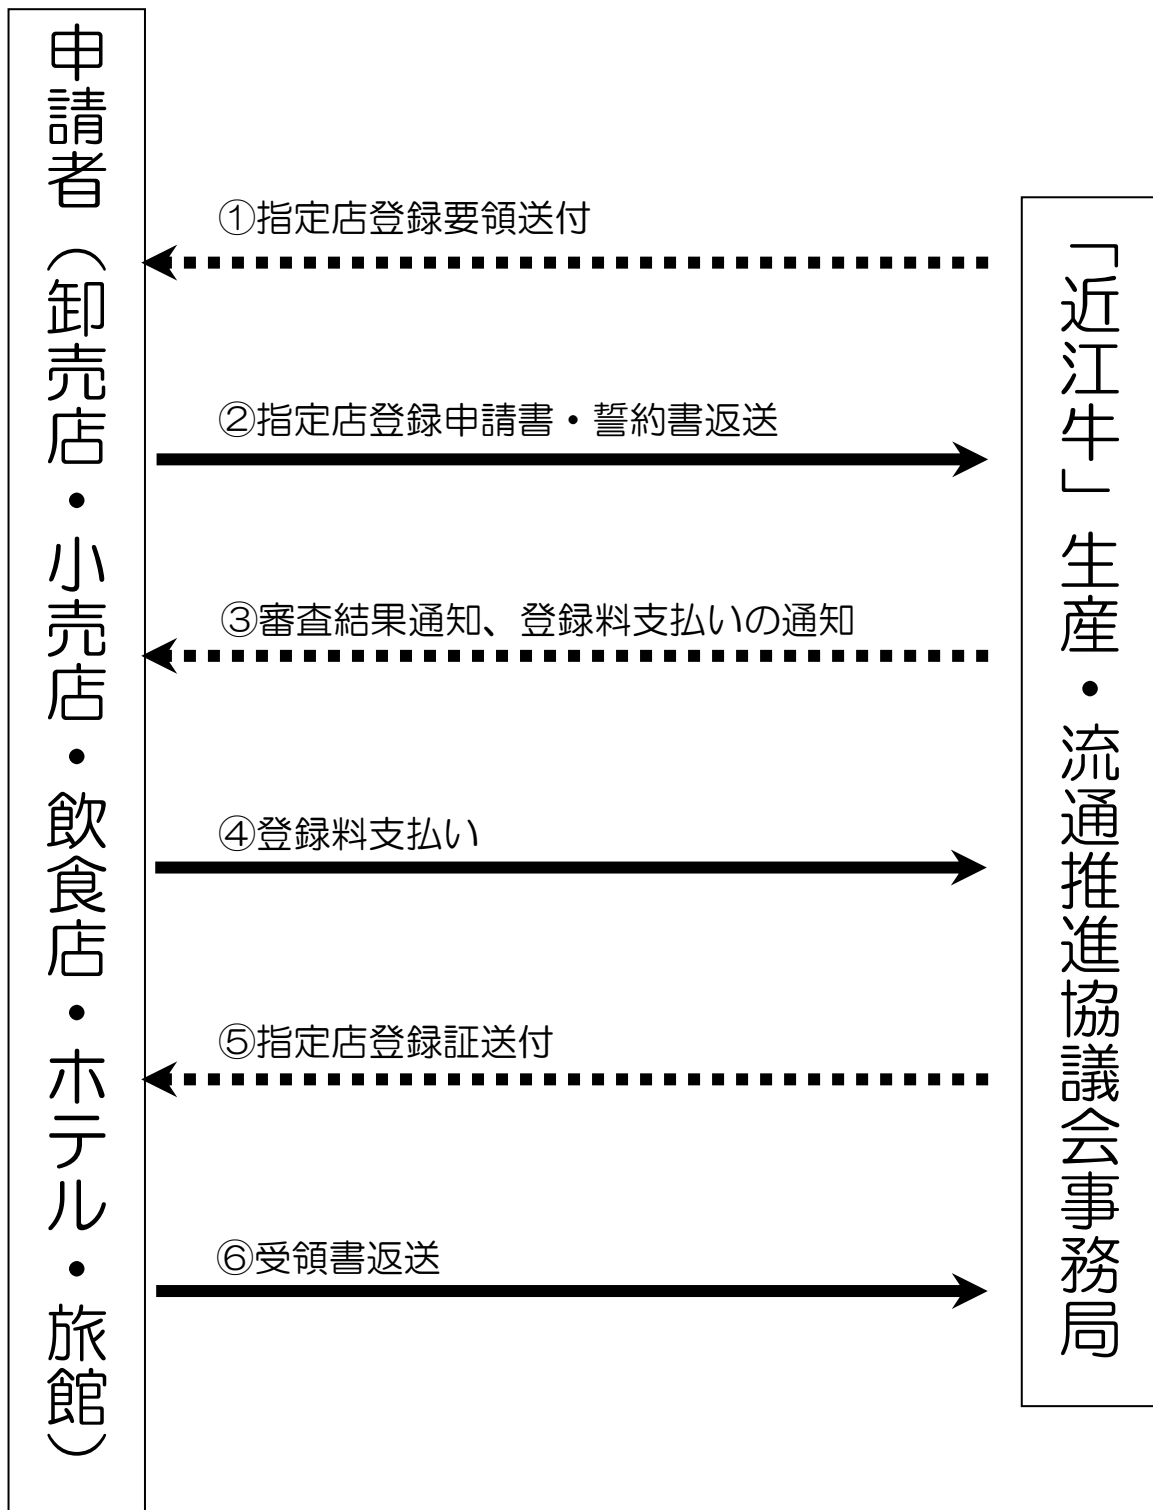 申請者（卸売店・小売店・飲食店・ホテル・旅館）
①指定店登録要領送付
②指定店登録申請書・誓約書返送
③審査結果通知、登録料支払いの通知
④登録料支払い
⑤指定店登録証送付
⑥受領書返送
「近江牛」生産・流通推進協議会事務局